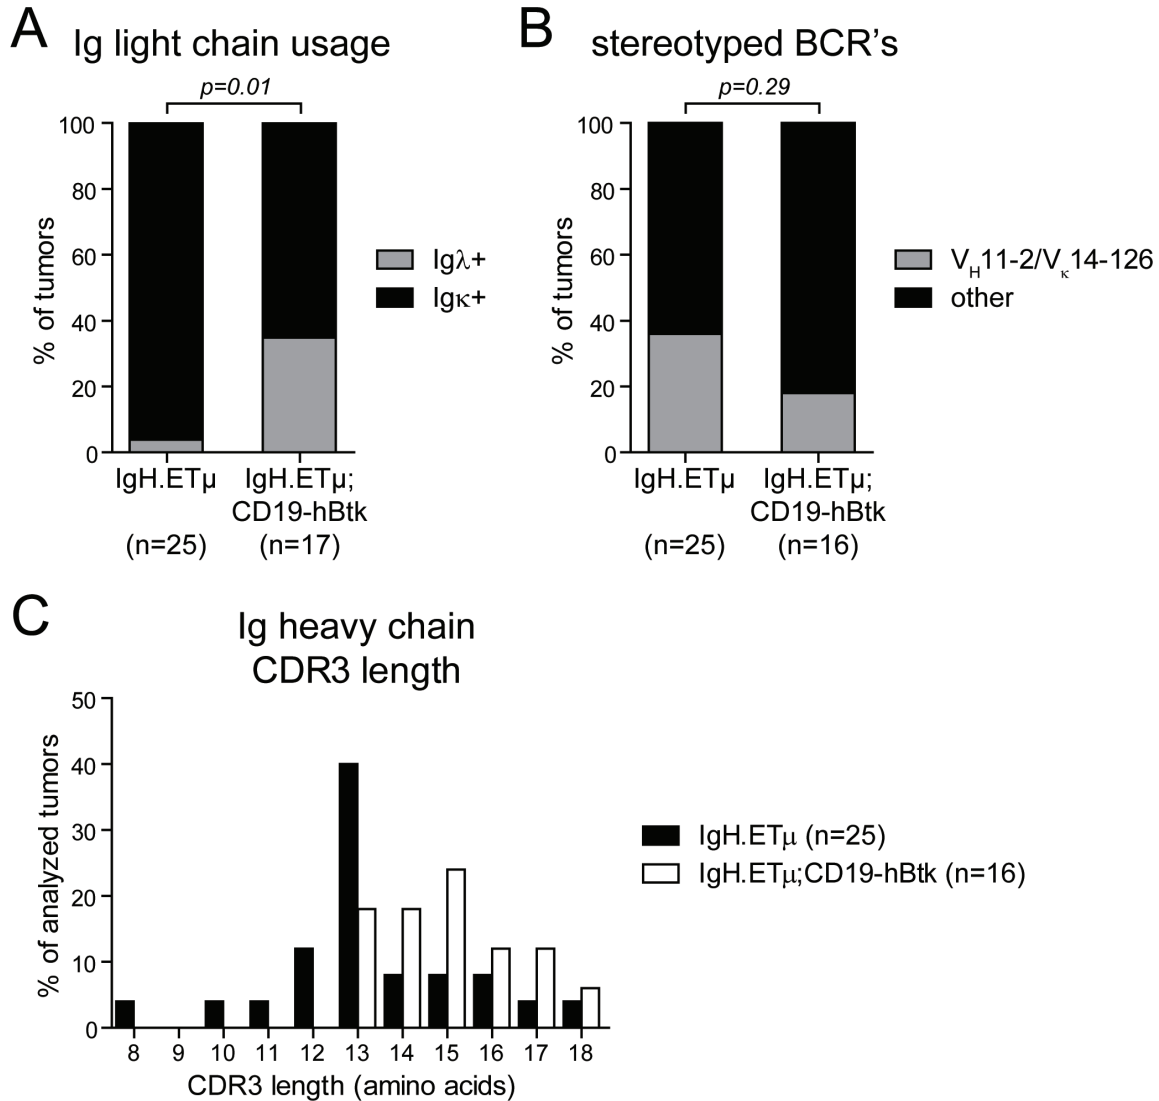 A
Ig light chain usage
p=0.01
100
80
60
40
20
0
% of tumors
IgH.ETμ
(n=25)
IgH.ETμ;
CD19-hBtk
(n=17)
Igλ+
Igκ+
B
stereotyped BCR's
p=0.29
100
80
60
40
20
0
% of tumors
IgH.ETμ
(n=25)
IgH.ETμ;
CD19-hBtk
(n=16)
VH11-2/Vκ14-126
other
C
Ig heavy chain
CDR3 length
50
40
30
20
10
0
% of analyzed tumors
8 9 10 11 12 13 14 15 16 17 18
CDR3 length (amino acids)
IgH.ETμ (n=25)
IgH.ETμ;CD19-hBtk (n=16)